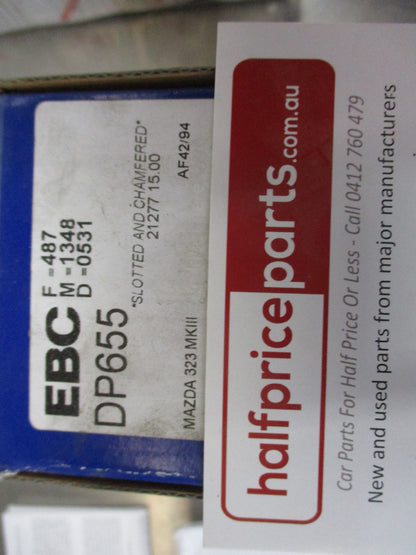 EBC
F =487
M =1348
D =0531
DP655
*SLOTTED AND CHAMFERED*
21277 15.00
MAZDA 323 MKIII
AF42/94
halfpriceparts.com.au
Car Parts For Half Price Or Less - Call 0412 760 479
New and used parts from major manufacturers